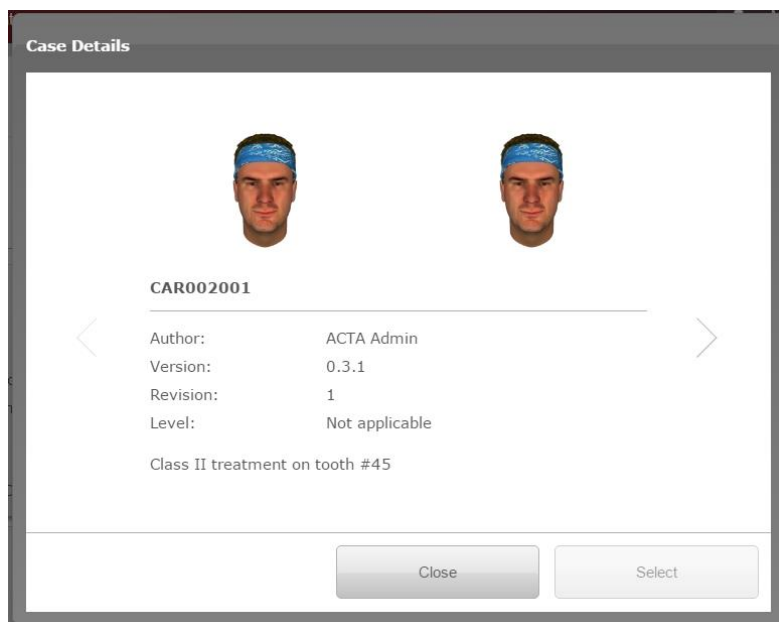 Case Details
CAR002001
Author: ACTA Admin
Version: 0.3.1
Revision: 1
Level: Not applicable
Class II treatment on tooth #45
Close Select